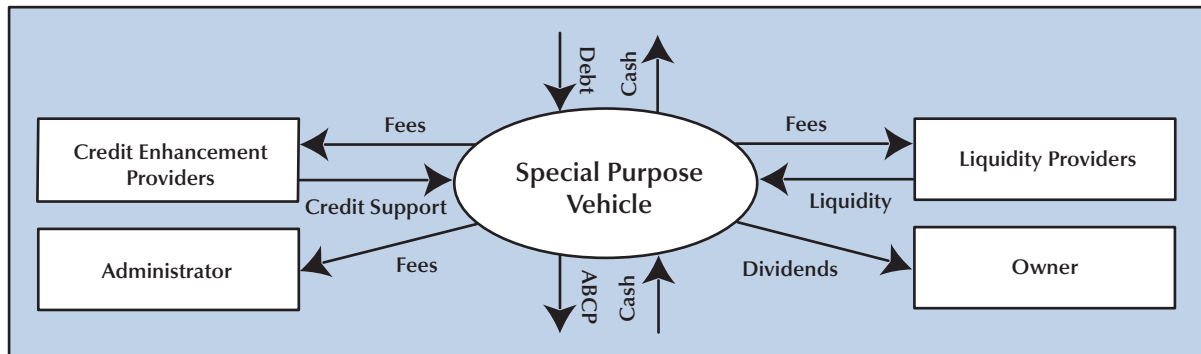 Debt
Cash
Fees
Fees
Credit Enhancement
Providers
Special Purpose
Vehicle
Liquidity Providers
Credit Support
Liquidity
Administrator
Fees
Dividends
Owner
ABCP
Cash